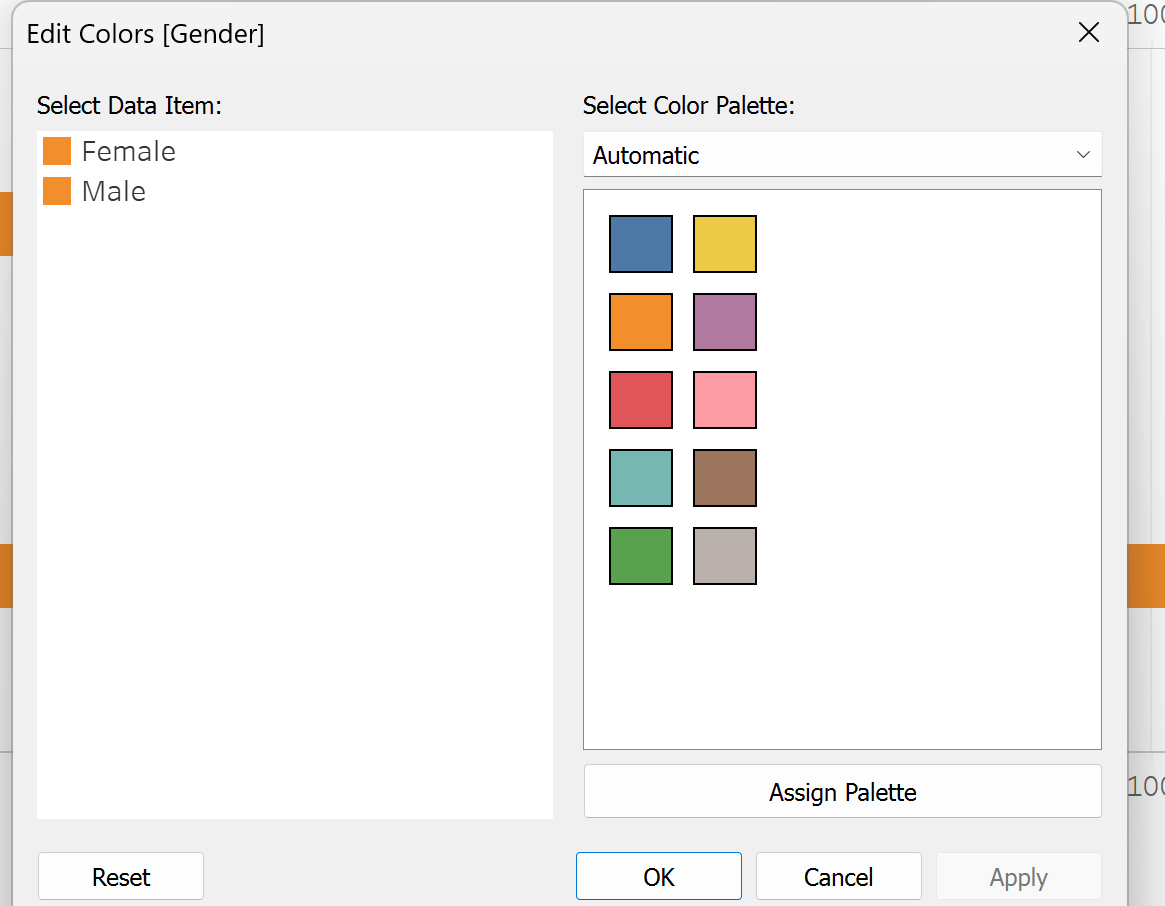 Edit Colors [Gender]
Select Data Item:
Female
Male
Select Color Palette:
Automatic
Assign Palette
Reset
OK
Cancel
Apply